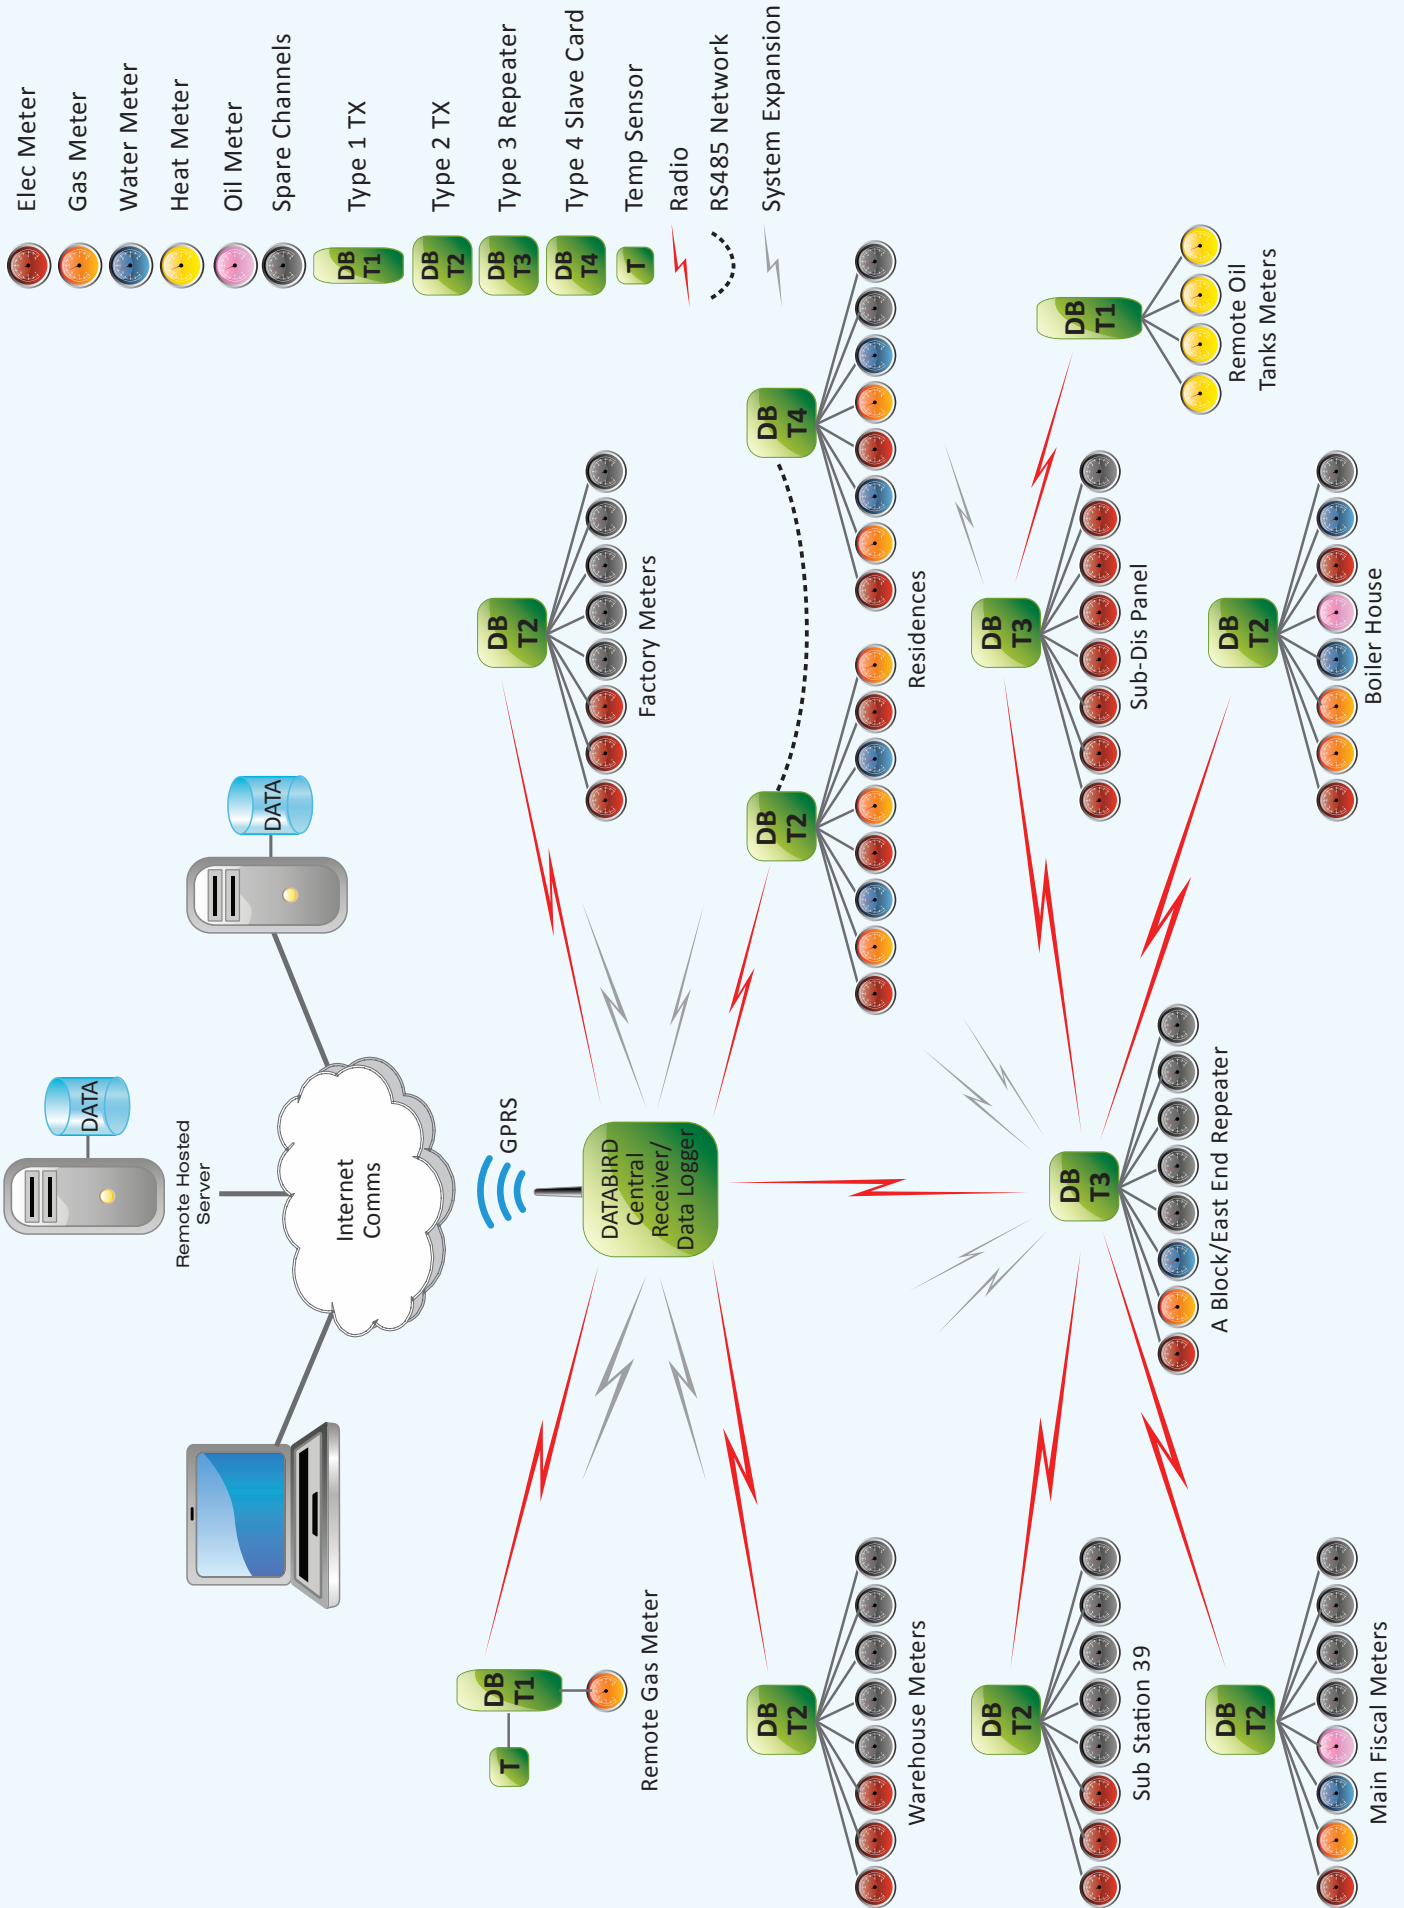 Elec Meter
Gas Meter
Water Meter
Heat Meter
Oil Meter
Spare Channels
DB
T1
Type 1 TX
DB
T2
Type 2 TX
DB
T3
Type 3 Repeater
DB
T4
Type 4 Slave Card
T
Temp Sensor
Radio
RS485 Network
System Expansion
DATA
Remote Hosted
Server
DATA
Internet
Comms
GPRS
DATABIRD
Central
Receiver/
Data Logger
T
DB
T1
Remote Gas Meter
DB
T2
Factory Meters
DB
T2
Warehouse Meters
DB
T2
DB
T4
Residences
DB
T2
Sub Station 39
DB
T3
A Block/East End Repeater
DB
T3
Sub-Dis Panel
DB
T1
Remote Oil
Tanks Meters
DB
T2
Main Fiscal Meters
DB
T2
Boiler House